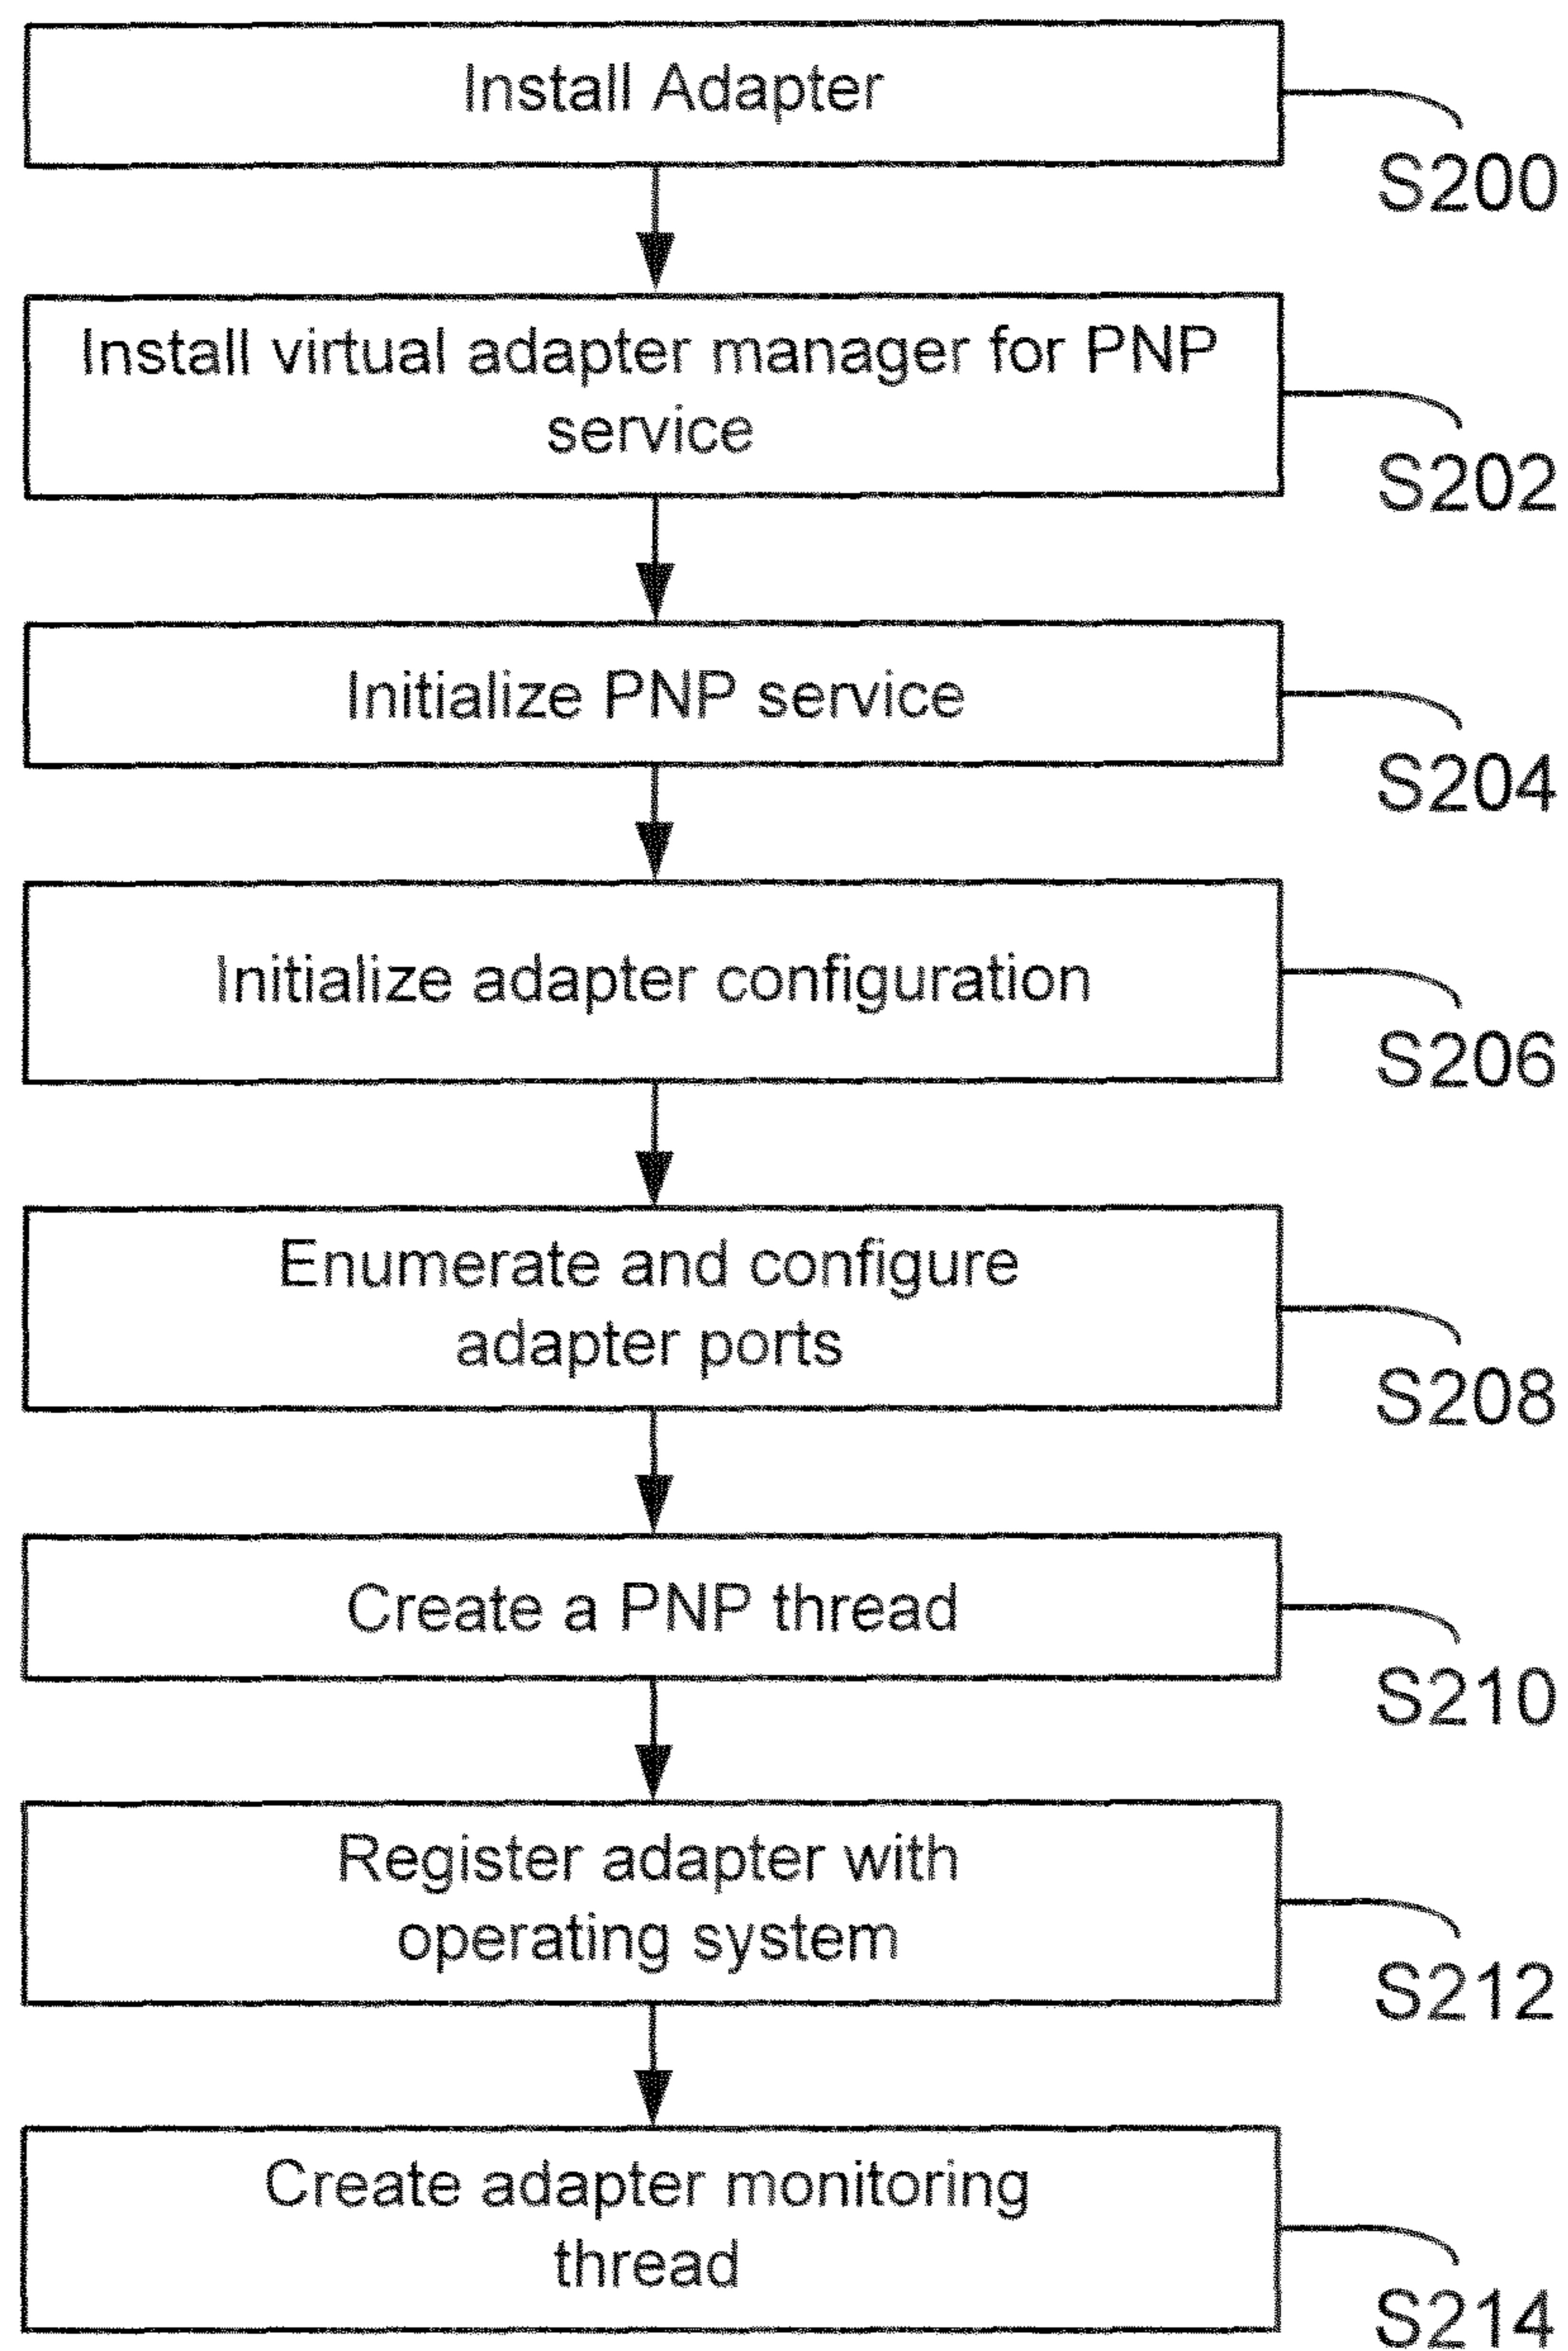 Install Adapter
S200
Install virtual adapter manager for PNP
service
S202
Initialize PNP service
S204
Initialize adapter configuration
S206
Enumerate and configure
adapter ports
S208
Create a PNP thread
S210
Register adapter with
operating system
S212
Create adapter monitoring
thread
S214